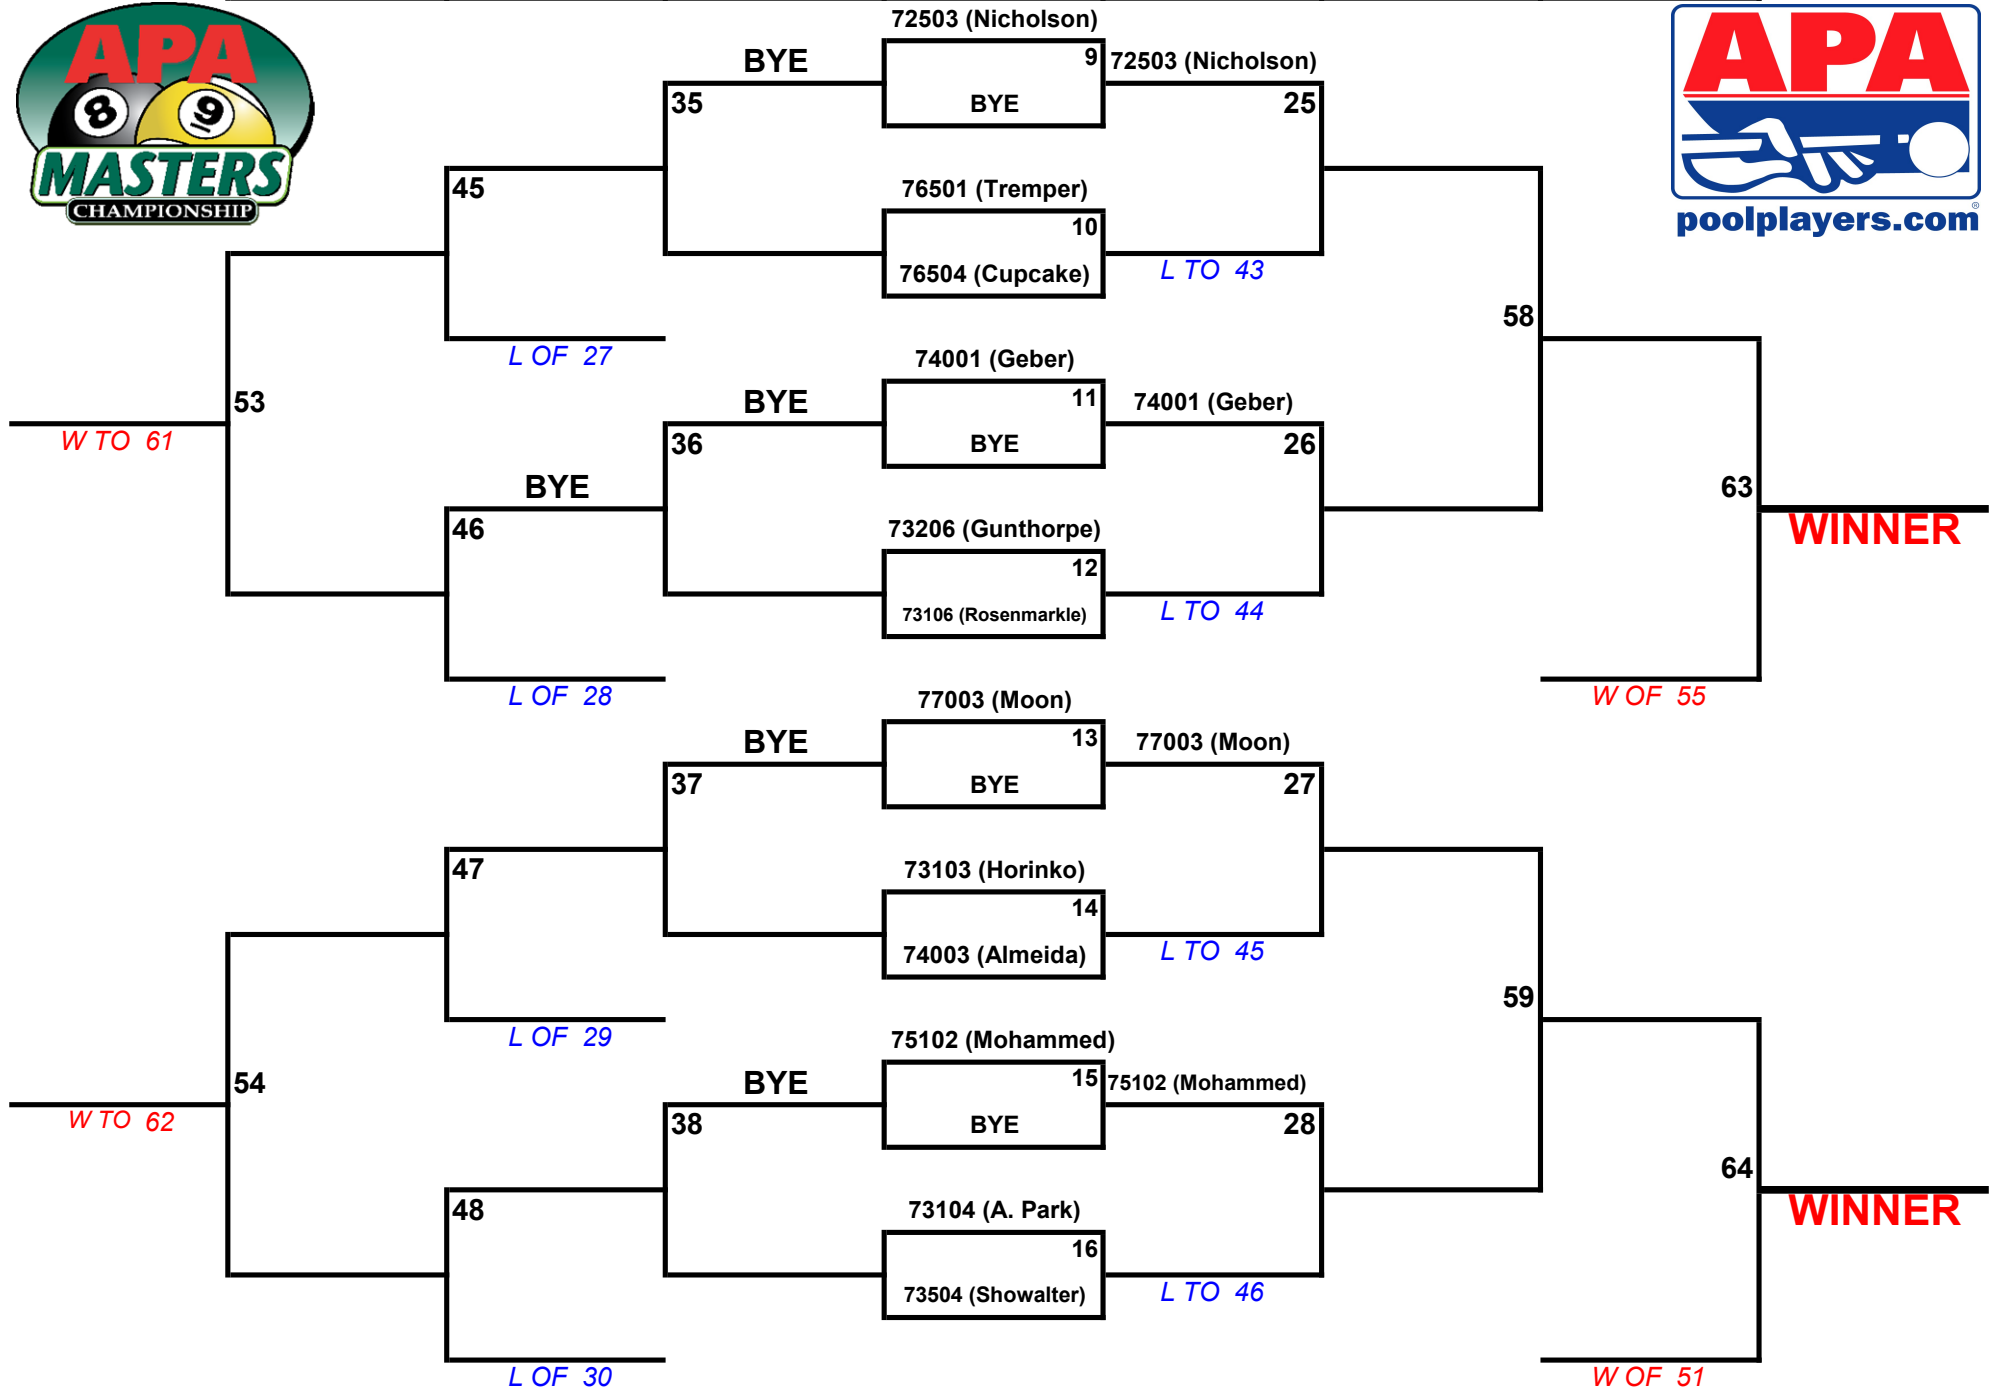 72503 (Nicholson)
APA
8
9
MASTERS
CHAMPIONSHIP
APA
poolplayers.com
®
BYE
9
72503 (Nicholson)
35
BYE
25
45
76501 (Tremper)
10
76504 (Cupcake)
L TO 43
58
L OF 27
74001 (Geber)
53
BYE
11
74001 (Geber)
W TO 61
36
BYE
26
BYE
63
46
73206 (Gunthorpe)
WINNER
12
73106 (Rosenmarkle)
L TO 44
L OF 28
77003 (Moon)
W OF 55
BYE
13
77003 (Moon)
37
BYE
27
47
73103 (Horinko)
14
74003 (Almeida)
L TO 45
59
L OF 29
75102 (Mohammed)
54
BYE
15
75102 (Mohammed)
W TO 62
38
BYE
28
64
48
73104 (A. Park)
WINNER
16
73504 (Showalter)
L TO 46
L OF 30
W OF 51